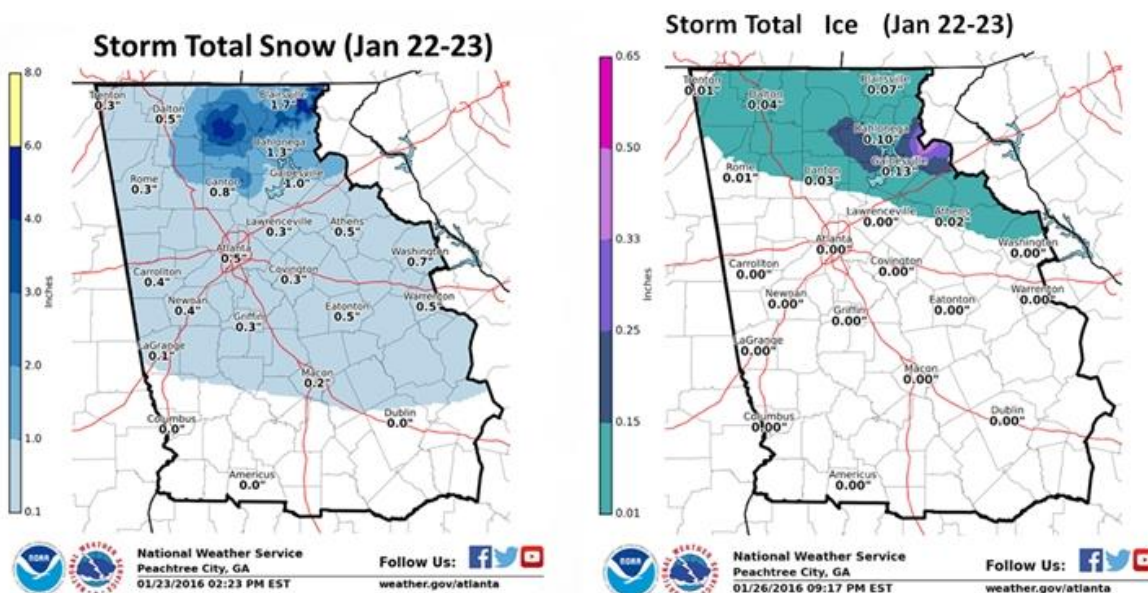 Storm Total Snow (Jan 22-23)
8.0
6.0
4.0
3.0
2.0
1.0
0.1
Inches
Trenton
0.3"
Dalton
0.5"
Blairsville
1.7"
Dahlonega
1.3"
Rome
0.3"
Canton
0.8"
Gainesville
1.0"
Lawrenceville
0.3"
Athens
0.5"
Atlanta
0.5"
Washington
0.7"
Carrollton
0.4"
Covington
0.3"
Newnan
0.4"
Griffin
0.3"
Eatonton
0.5"
Warrenton
0.5"
LaGrange
0.1"
Macon
0.2"
Columbus
0.0"
Dublin
0.0"
Americus
0.0"
NOAA
National Weather Service
Peachtree City, GA
01/23/2016 02:23 PM EST
Follow Us:
weather.gov/atlanta
Storm Total Ice (Jan 22-23)
0.65
0.50
0.33
0.25
0.15
0.01
Inches
Trenton
0.01"
Dalton
0.04"
Blairsville
0.07"
Dahlonega
0.10"
Rome
0.01"
Canton
0.03"
Gainesville
0.13"
Lawrenceville
0.00"
Athens
0.02"
Atlanta
0.00"
Washington
0.00"
Carrollton
0.00"
Covington
0.00"
Newnan
0.00"
Griffin
0.00"
Eatonton
0.00"
Warrenton
0.00"
LaGrange
0.00"
Macon
0.00"
Columbus
0.00"
Dublin
0.00"
Americus
0.00"
NOAA
National Weather Service
Peachtree City, GA
01/26/2016 09:17 PM EST
Follow Us:
weather.gov/atlanta